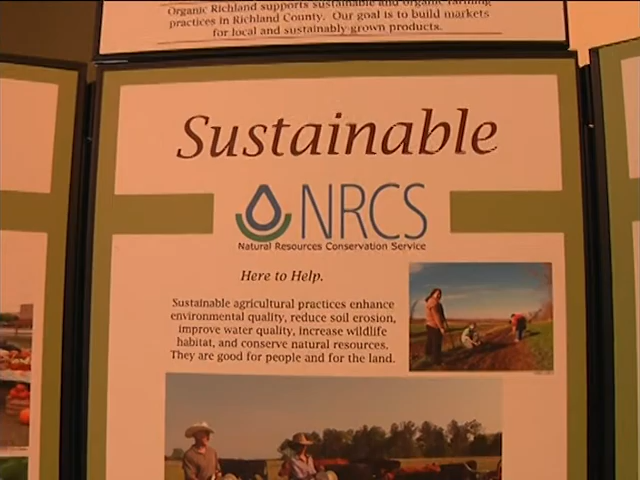 Organic Richland supports sustainable and organic farming
practices in Richland County. Our goal is to build markets
for local and sustainably-grown products.
Sustainable
NRCS
Natural Resources Conservation Service
Here to Help.
Sustainable agricultural practices enhance
environmental quality, reduce soil erosion,
improve water quality, increase wildlife
habitat, and conserve natural resources.
They are good for people and for the land.